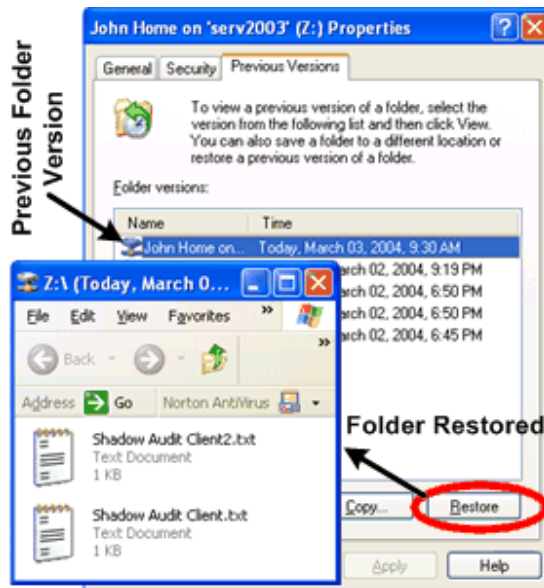 John Home on 'serv2003' (Z:) Properties
General Security Previous Versions
To view a previous version of a folder, select the
version from the following list and then click View.
You can also save a folder to a different location or
restore a previous version of a folder.
Folder versions:
Name Time
John Home on... Today, March 03, 2004, 9:30 AM
arch 02, 2004, 9:19 PM
arch 02, 2004, 6:50 PM
arch 02, 2004, 6:50 PM
arch 02, 2004, 6:45 PM
Previous Folder
Version
Z:\ (Today, March 0...
File Edit View Favorites »
Back »
Address Go Norton AntiVirus
Shadow Audit Client2.txt
Text Document
1 KB
Shadow Audit Client.txt
Text Document
1 KB
Folder Restored
Copy... Restore
Apply Help